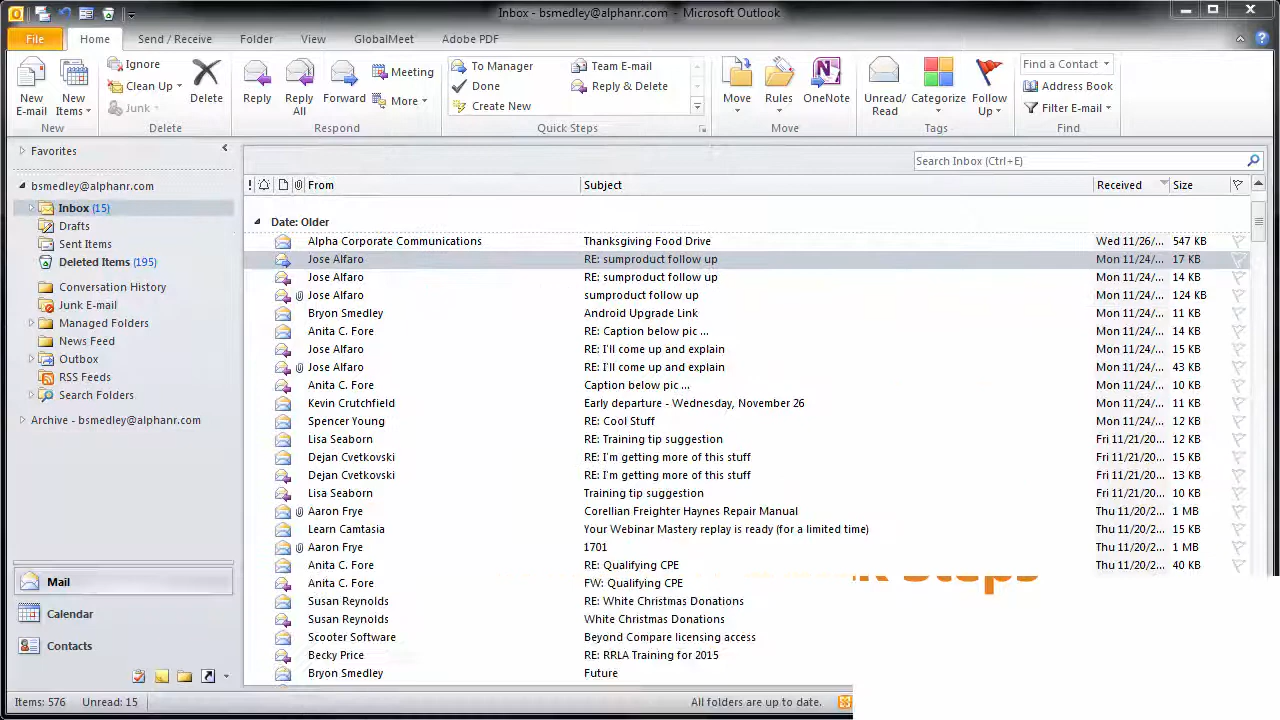 Inbox - bsmedley@alphanr.com - Microsoft Outlook
File Home Send / Receive Folder View GlobalMeet Adobe PDF
New E-mail
New Items
New
Ignore
Clean Up
Junk
Delete
Delete
Reply
Reply All
Forward
Meeting
More
Respond
To Manager
Team E-mail
Done
Reply & Delete
Create New
Quick Steps
Move
Rules
OneNote
Move
Unread/ Read
Categorize
Follow Up
Tags
Find a Contact
Address Book
Filter E-mail
Find
Favorites
bsmedley@alphanr.com
Inbox (15)
Drafts
Sent Items
Deleted Items (195)
Conversation History
Junk E-mail
Managed Folders
News Feed
Outbox
RSS Feeds
Search Folders
Archive - bsmedley@alphanr.com
Mail
Calendar
Contacts
Search Inbox (Ctrl+E)
From Subject Received Size
Date: Older
Alpha Corporate Communications Thanksgiving Food Drive Wed 11/26/... 547 KB
Jose Alfaro RE: sumproduct follow up Mon 11/24/... 17 KB
Jose Alfaro RE: sumproduct follow up Mon 11/24/... 14 KB
Jose Alfaro sumproduct follow up Mon 11/24/... 124 KB
Bryon Smedley Android Upgrade Link Mon 11/24/... 11 KB
Anita C. Fore RE: Caption below pic ... Mon 11/24/... 14 KB
Jose Alfaro RE: I'll come up and explain Mon 11/24/... 15 KB
Jose Alfaro RE: I'll come up and explain Mon 11/24/... 43 KB
Anita C. Fore Caption below pic ... Mon 11/24/... 10 KB
Kevin Crutchfield Early departure - Wednesday, November 26 Mon 11/24/... 11 KB
Spencer Young RE: Cool Stuff Mon 11/24/... 12 KB
Lisa Seaborn RE: Training tip suggestion Fri 11/21/20... 12 KB
Dejan Cvetkovski RE: I'm getting more of this stuff Fri 11/21/20... 12 KB
Dejan Cvetkovski RE: I'm getting more of this stuff Fri 11/21/20... 13 KB
Lisa Seaborn Training tip suggestion Fri 11/21/20... 10 KB
Aaron Frye Corellian Freighter Haynes Repair Manual Thu 11/20/2... 1 MB
Learn Camtasia Your Webinar Mastery replay is ready (for a limited time) Thu 11/20/2... 15 KB
Aaron Frye 1701 Thu 11/20/2... 1 MB
Anita C. Fore RE: Qualifying CPE Thu 11/20/2... 40 KB
Anita C. Fore FW: Qualifying CPE
Susan Reynolds RE: White Christmas Donations
Susan Reynolds White Christmas Donations
Scooter Software Beyond Compare licensing access
Becky Price RE: RRLA Training for 2015
Bryon Smedley Future
Steps
Items: 576 Unread: 15 All folders are up to date.